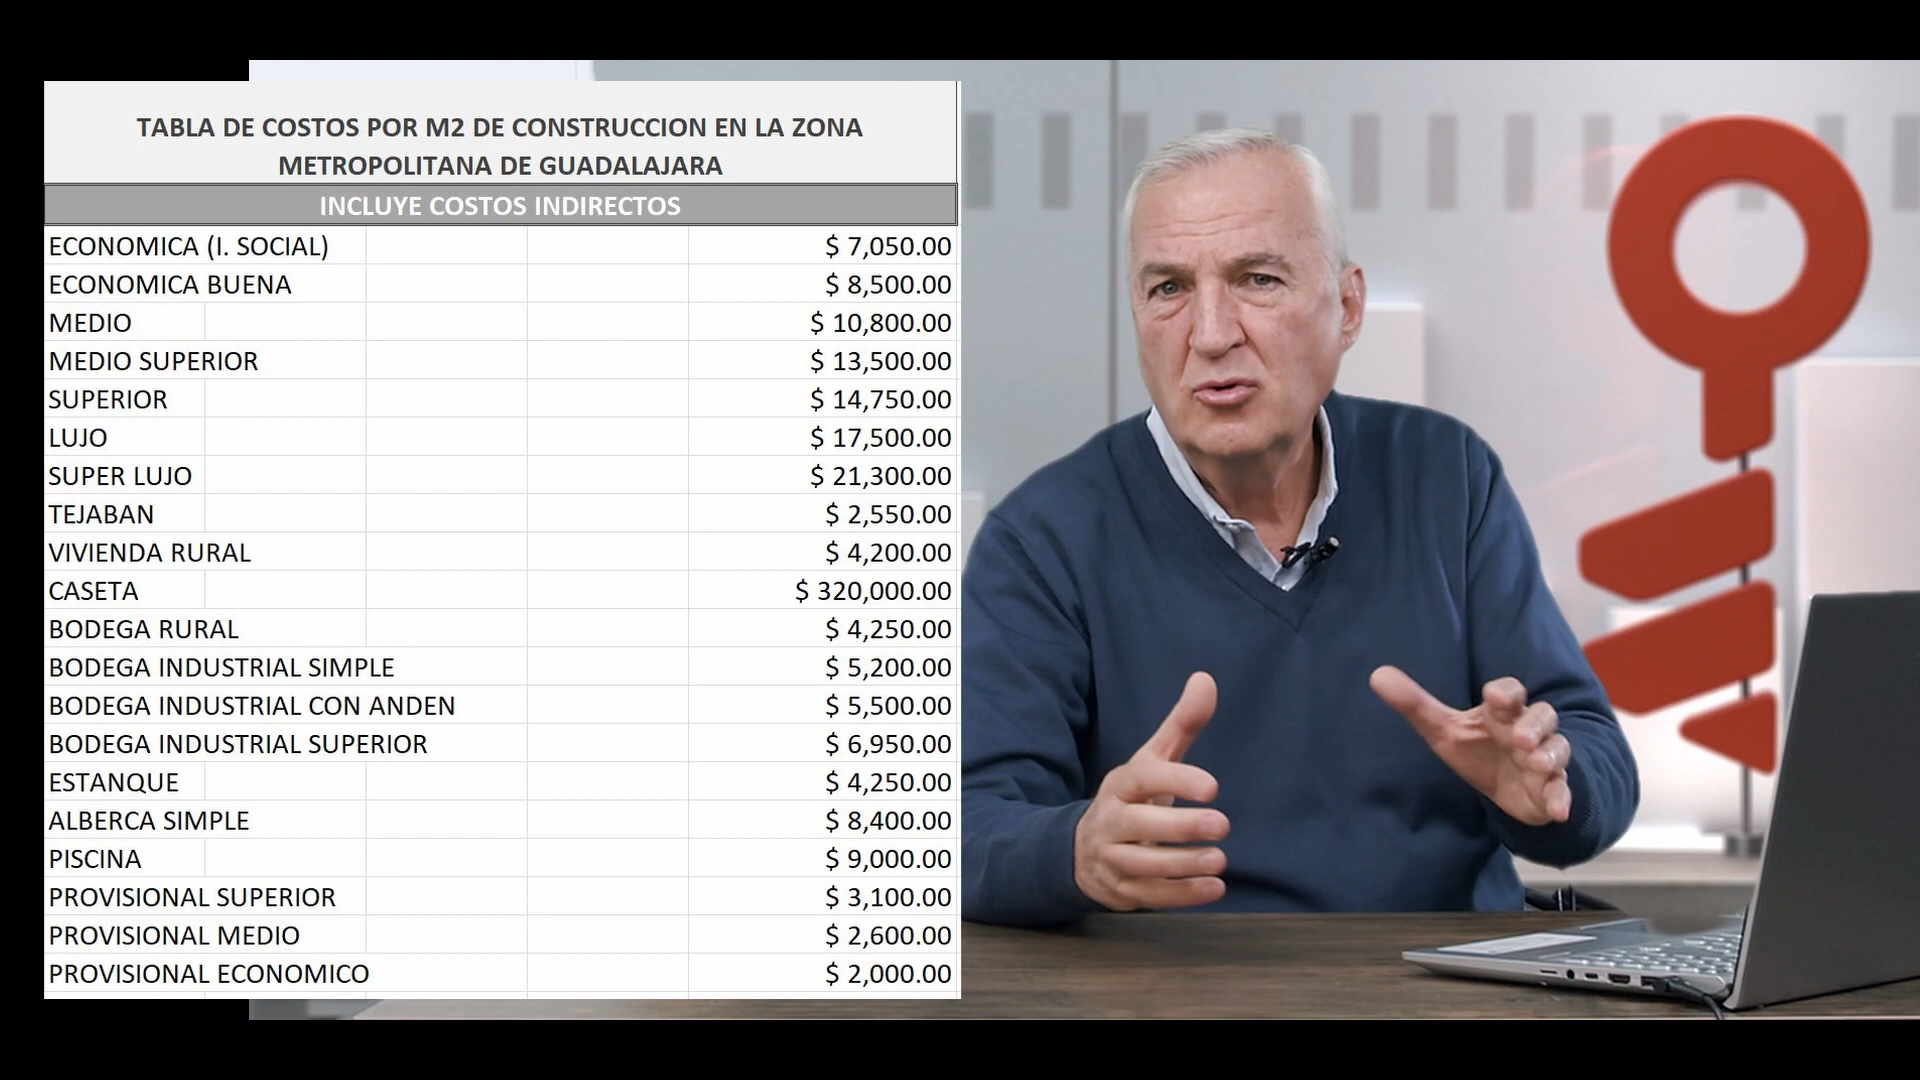 TABLA DE COSTOS POR M2 DE CONSTRUCCION EN LA ZONA
METROPOLITANA DE GUADALAJARA
INCLUYE COSTOS INDIRECTOS
ECONOMICA (I. SOCIAL) $ 7,050.00
ECONOMICA BUENA $ 8,500.00
MEDIO $ 10,800.00
MEDIO SUPERIOR $ 13,500.00
SUPERIOR $ 14,750.00
LUJO $ 17,500.00
SUPER LUJO $ 21,300.00
TEJABAN $ 2,550.00
VIVIENDA RURAL $ 4,200.00
CASETA $ 320,000.00
BODEGA RURAL $ 4,250.00
BODEGA INDUSTRIAL SIMPLE $ 5,200.00
BODEGA INDUSTRIAL CON ANDEN $ 5,500.00
BODEGA INDUSTRIAL SUPERIOR $ 6,950.00
ESTANQUE $ 4,250.00
ALBERCA SIMPLE $ 8,400.00
PISCINA $ 9,000.00
PROVISIONAL SUPERIOR $ 3,100.00
PROVISIONAL MEDIO $ 2,600.00
PROVISIONAL ECONOMICO $ 2,000.00